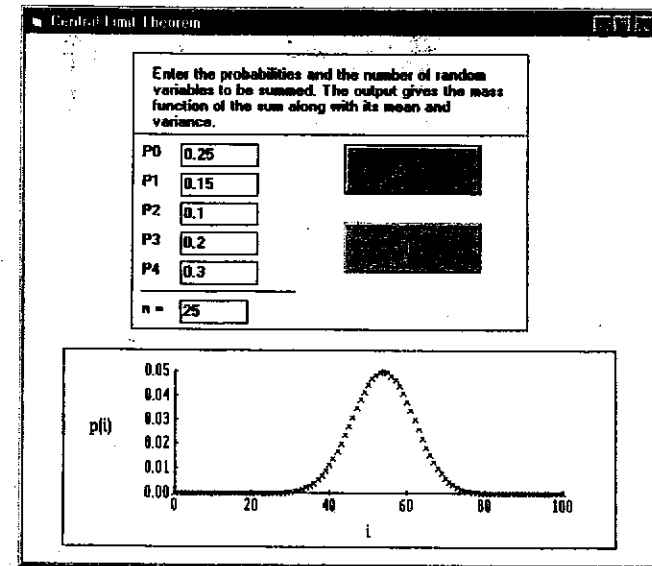 Central Limit Theorem
Enter the probabilities and the number of random
variables to be summed. The output gives the mass
function of the sum along with its mean and
variance.
P0 0.25
P1 0.15
P2 0.1
P3 0.2
P4 0.3
n = 25
0.05
0.04
0.03
0.02
0.01
0.00
p(i)
0 20 40 60 80 100
i